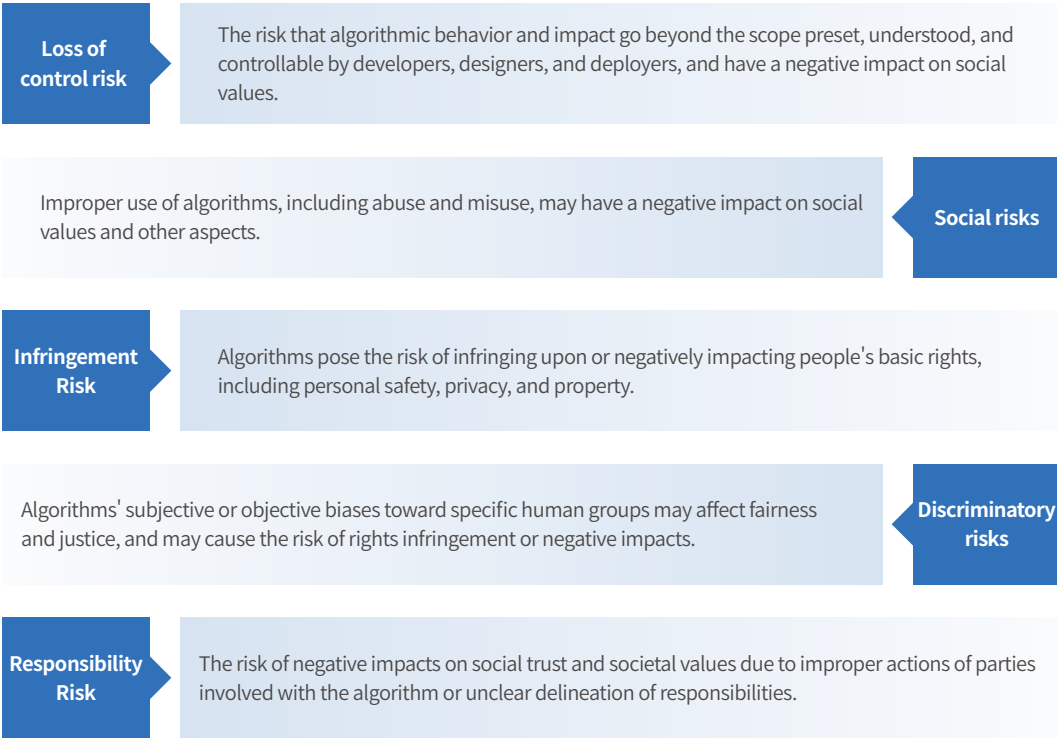 Loss of
control risk
The risk that algorithmic behavior and impact go beyond the scope preset, understood, and
controllable by developers, designers, and deployers, and have a negative impact on social
values.
Improper use of algorithms, including abuse and misuse, may have a negative impact on social
values and other aspects.
Social risks
Infringement
Risk
Algorithms pose the risk of infringing upon or negatively impacting people's basic rights,
including personal safety, privacy, and property.
Algorithms' subjective or objective biases toward specific human groups may affect fairness
and justice, and may cause the risk of rights infringement or negative impacts.
Discriminatory
risks
Responsibility
Risk
The risk of negative impacts on social trust and societal values due to improper actions of parties
involved with the algorithm or unclear delineation of responsibilities.